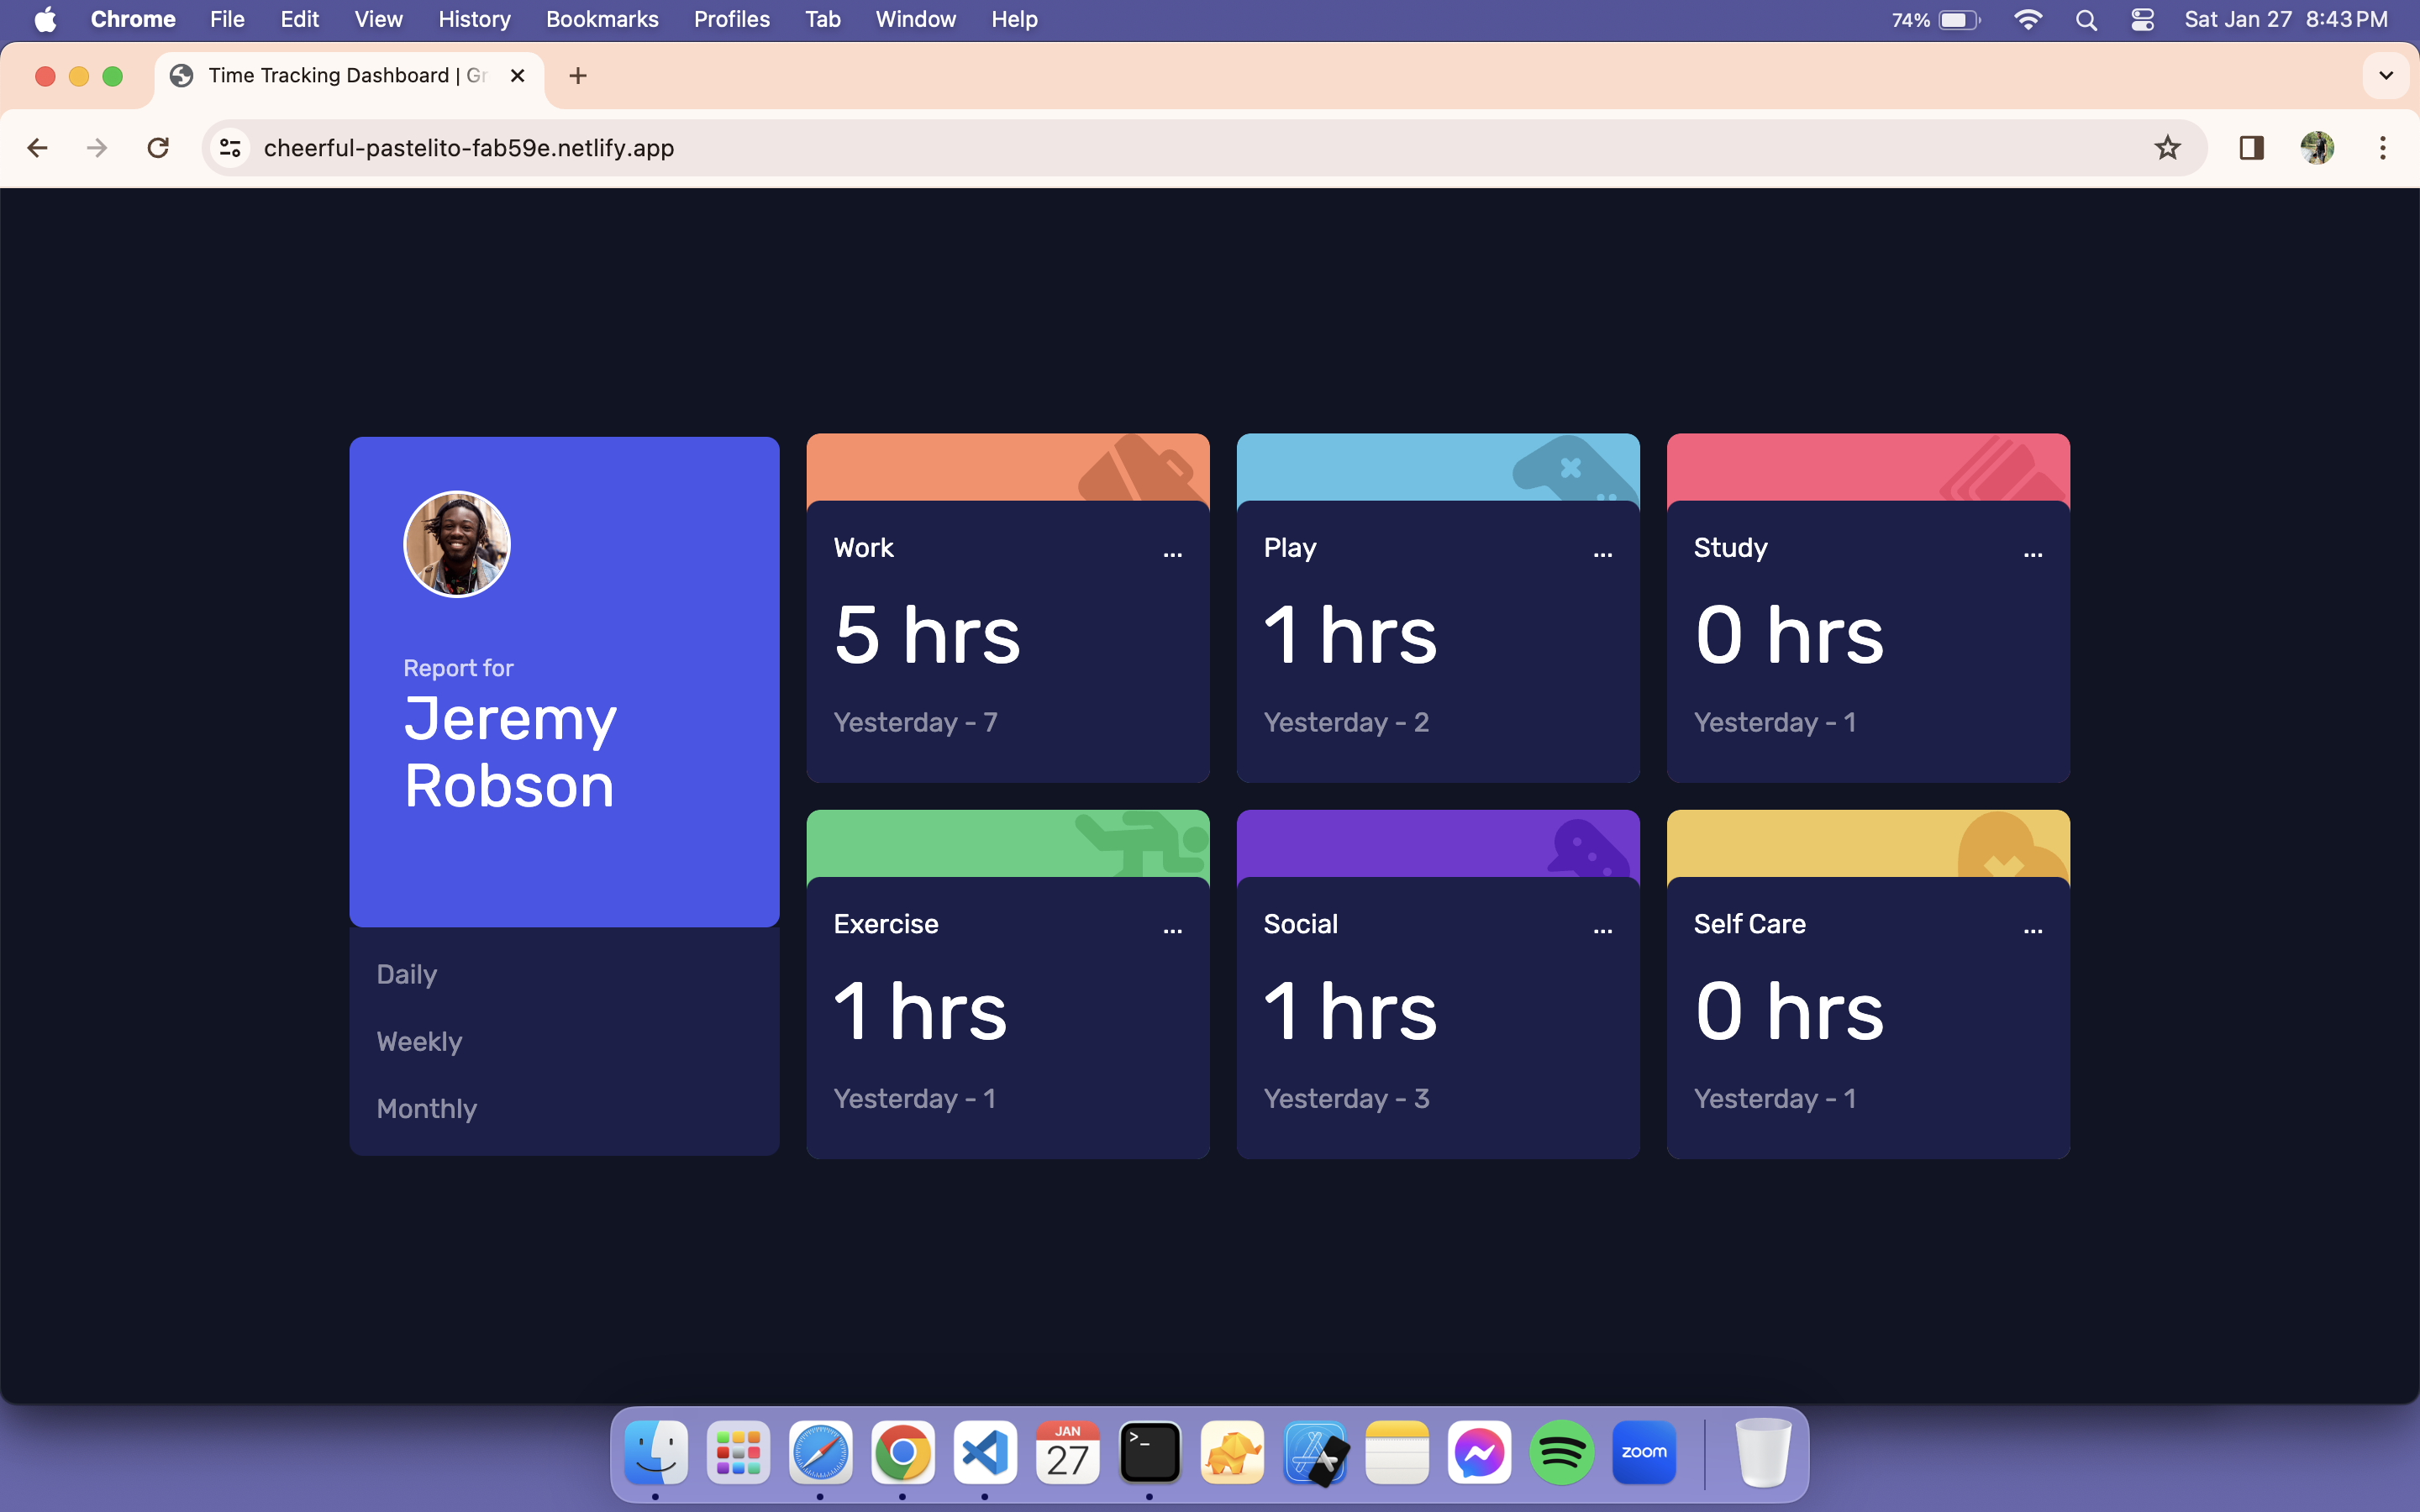 Chrome File Edit View History Bookmarks Profiles Tab Window Help 74% Sat Jan 27 8:43 PM
Time Tracking Dashboard | Gr
cheerful-pastelito-fab59e.netlify.app
Report for
Jeremy
Robson
Daily
Weekly
Monthly
Work ...
5 hrs
Yesterday - 7
Play ...
1 hrs
Yesterday - 2
Study ...
0 hrs
Yesterday - 1
Exercise ...
1 hrs
Yesterday - 1
Social ...
1 hrs
Yesterday - 3
Self Care ...
0 hrs
Yesterday - 1
JAN
27
>_
zoom